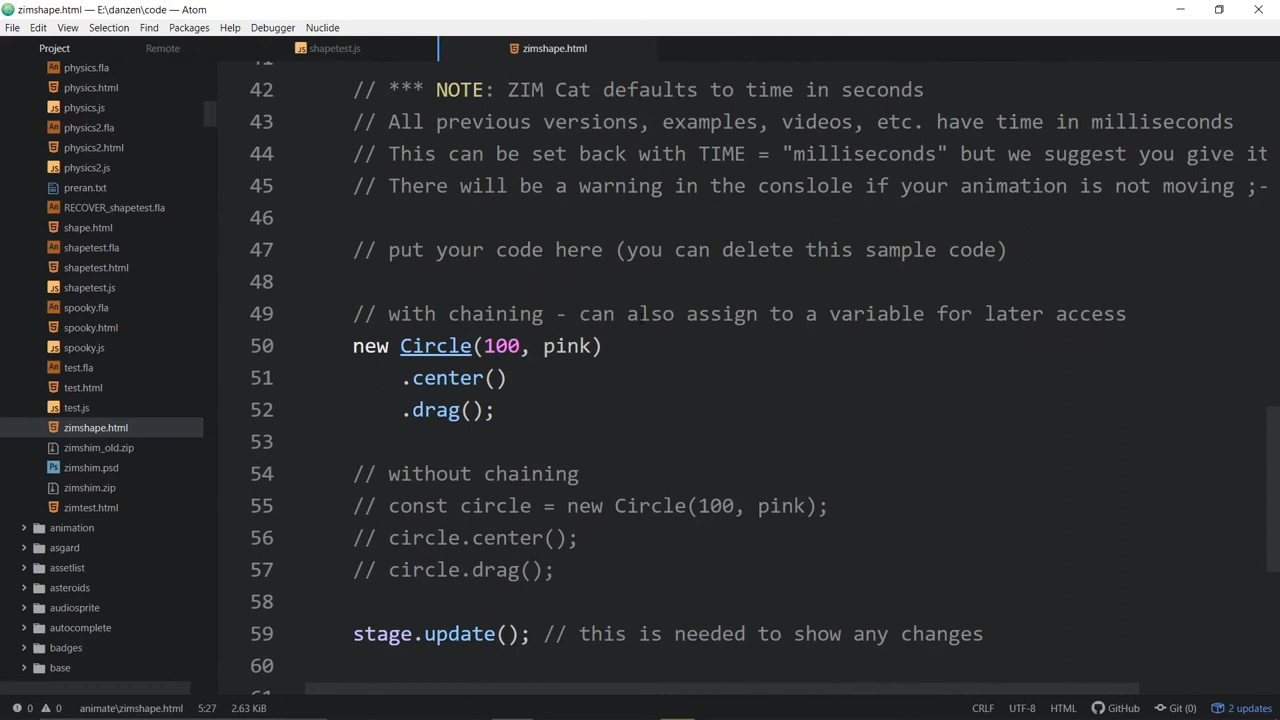 zimshape.html — E:\danzen\code — Atom
File Edit View Selection Find Packages Help Debugger Nuclide
Project Remote
shapetest.js
zimshape.html
physics.fla
physics.html
physics.js
physics2.fla
physics2.html
physics2.js
preran.txt
RECOVER_shapetest.fla
shape.html
shapetest.fla
shapetest.html
shapetest.js
spooky.fla
spooky.html
spooky.js
test.fla
test.html
test.js
zimshape.html
zimshim_old.zip
zimshim.psd
zimshim.zip
zimtest.html
animation
asgard
assetlist
asteroids
audiosprite
autocomplete
badges
base
42 // *** NOTE: ZIM Cat defaults to time in seconds
43 // All previous versions, examples, videos, etc. have time in milliseconds
44 // This can be set back with TIME = "milliseconds" but we suggest you give it
45 // There will be a warning in the conslole if your animation is not moving ;-
46
47 // put your code here (you can delete this sample code)
48
49 // with chaining - can also assign to a variable for later access
50 new Circle(100, pink)
51 .center()
52 .drag();
53
54 // without chaining
55 // const circle = new Circle(100, pink);
56 // circle.center();
57 // circle.drag();
58
59 stage.update(); // this is needed to show any changes
60
0 0 animate\zimshape.html 5:27 2.63 KiB CRLF UTF-8 HTML GitHub Git (0) 2 updates